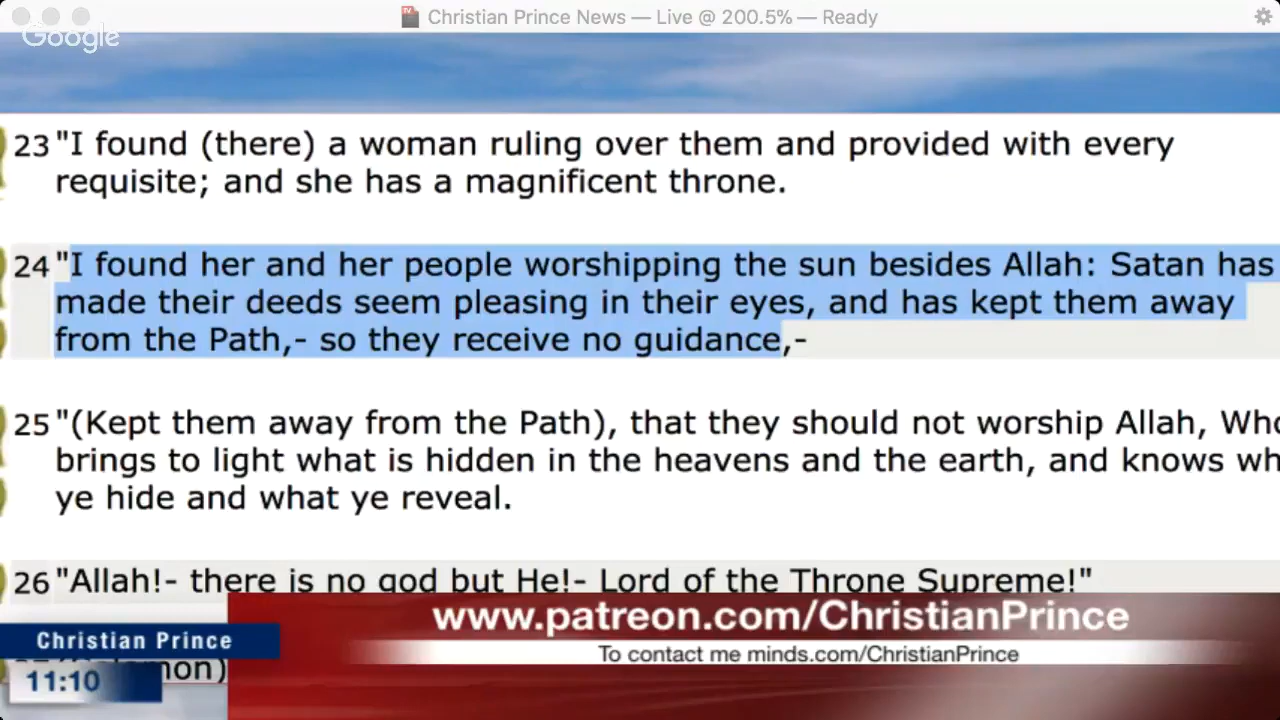 Christian Prince News — Live @ 200.5% — Ready
Google
23 "I found (there) a woman ruling over them and provided with every
requisite; and she has a magnificent throne.
24 "I found her and her people worshipping the sun besides Allah: Satan has
made their deeds seem pleasing in their eyes, and has kept them away
from the Path,- so they receive no guidance,-
25 "(Kept them away from the Path), that they should not worship Allah, Who
brings to light what is hidden in the heavens and the earth, and knows wh
ye hide and what ye reveal.
26 "Allah!- there is no god but He!- Lord of the Throne Supreme!"
www.patreon.com/ChristianPrince
Christian Prince
To contact me minds.com/ChristianPrince
11:10